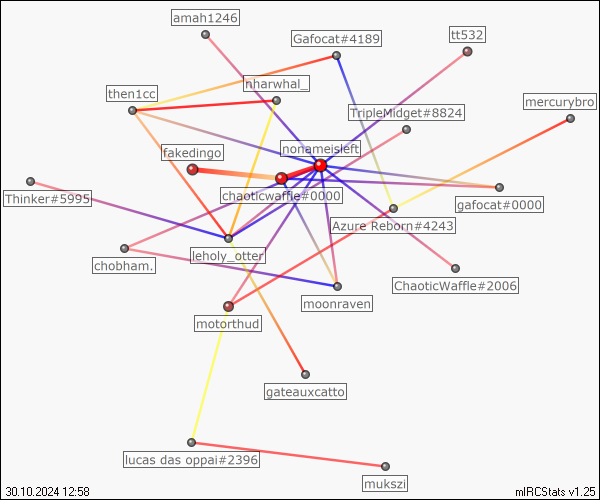 amah1246
tt532
Gafocat#4189
nharwhal_
then1cc
mercurybro
TripleMidget#8824
nonameisleft
fakedingo
chaoticwaffle#0000
Thinker#5995
gafocat#0000
Azure Reborn#4243
leholy_otter
chobham.
ChaoticWaffle#2006
moonraven
motorthud
gateauxcatto
lucas das oppai#2396
mukszi
30.10.2024 12:58
mIRCStats v1.25